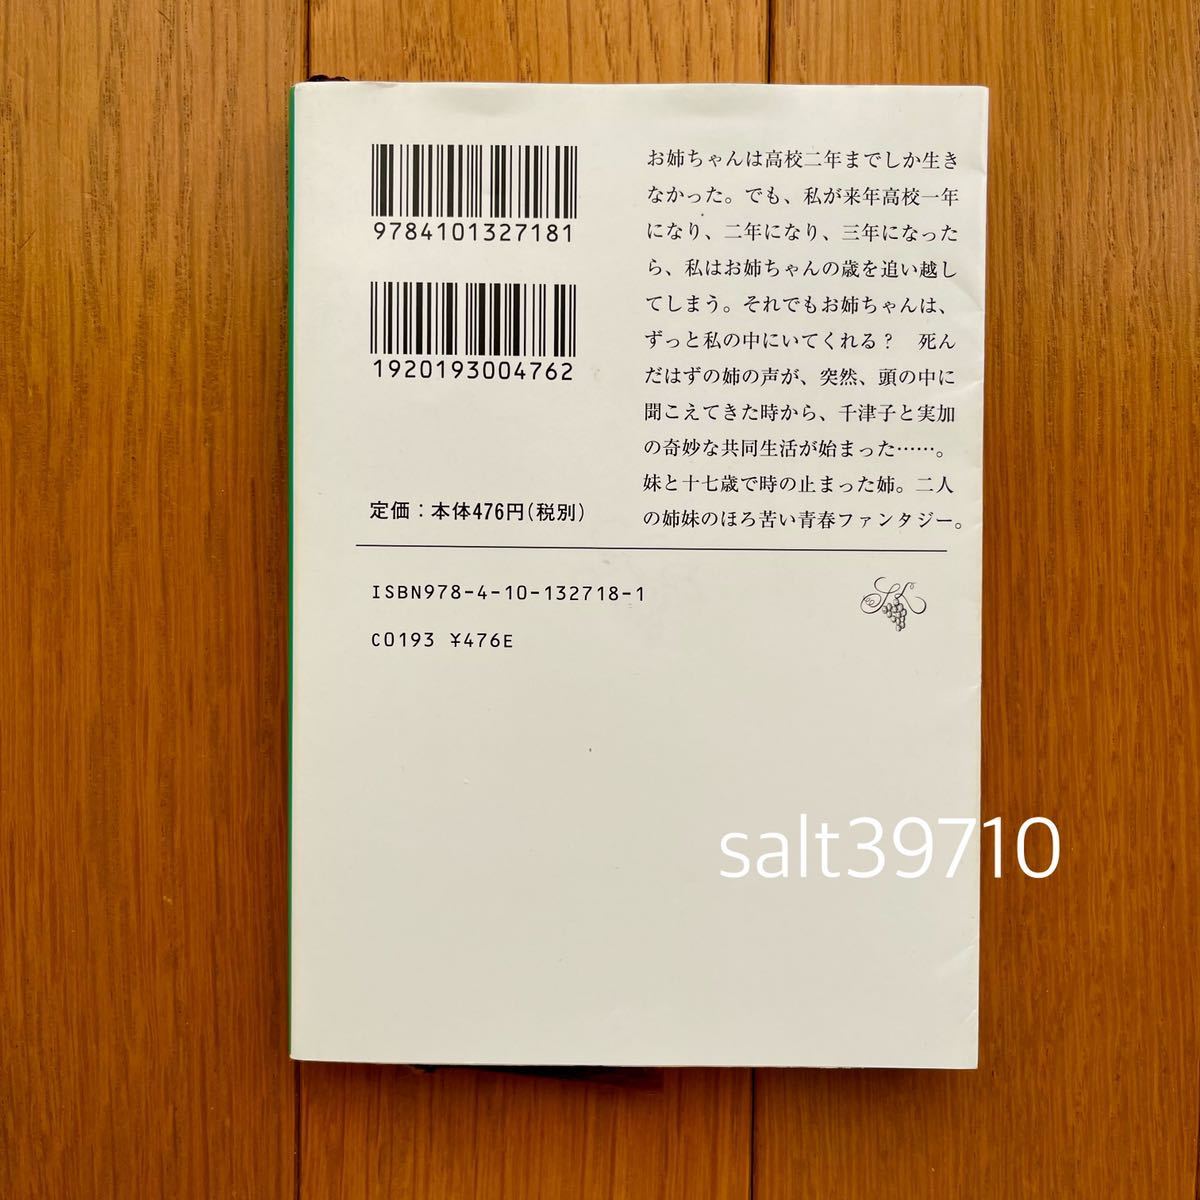 9784101327181
1920193004762
定価：本体476円（税別）
お姉ちゃんは高校二年までしか生き
なかった。でも、私が来年高校一年
になり、二年になり、三年になった
ら、私はお姉ちゃんの歳を追い越し
てしまう。それでもお姉ちゃんは、
ずっと私の中にいてくれる？　死ん
だはずの姉の声が、突然、頭の中に
聞こえてきた時から、千津子と実加
の奇妙な共同生活が始まった……。
妹と十七歳で時の止まった姉。二人
の姉妹のほろ苦い青春ファンタジー。
ISBN978-4-10-132718-1
C0193 ¥476E
salt39710